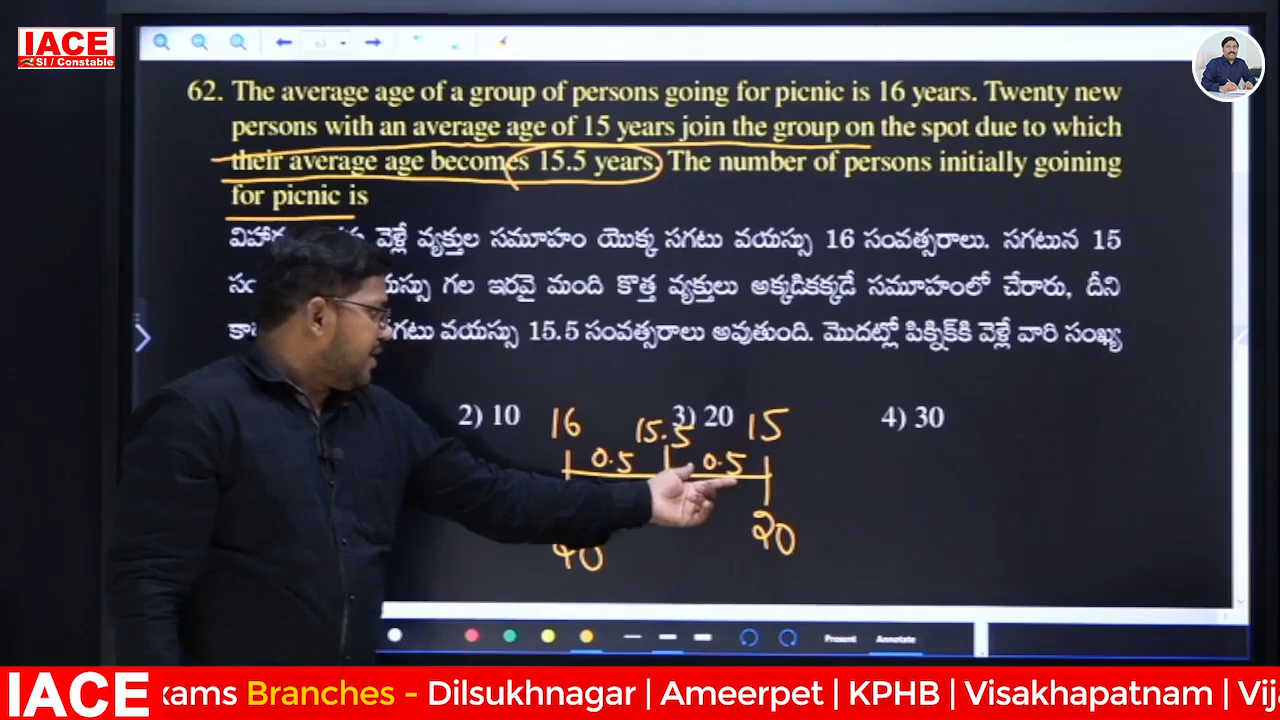 IACE
SI / Constable
63
62. The average age of a group of persons going for picnic is 16 years. Twenty new
persons with an average age of 15 years join the group on the spot due to which
their average age becomes 15.5 years. The number of persons initially goining
for picnic is
వెళ్లే వ్యక్తుల సమూహం యొక్క సగటు వయస్సు 16 సంవత్సరాలు. సగటున 15
గల ఇరవై మంది కొత్త వ్యక్తులు అక్కడికక్కడే సమూహంలో చేరారు, దీని
సగటు వయస్సు 15.5 సంవత్సరాలు అవుతుంది. మొదట్లో పిక్నిక్‌కి వెళ్లే వారి సంఖ్య
2) 10 3) 20 4) 30
16 15.5 15
0.5 0.5
20 20
Present Annotate
IACE xams Branches - Dilsukhnagar | Ameerpet | KPHB | Visakhapatnam | Vij